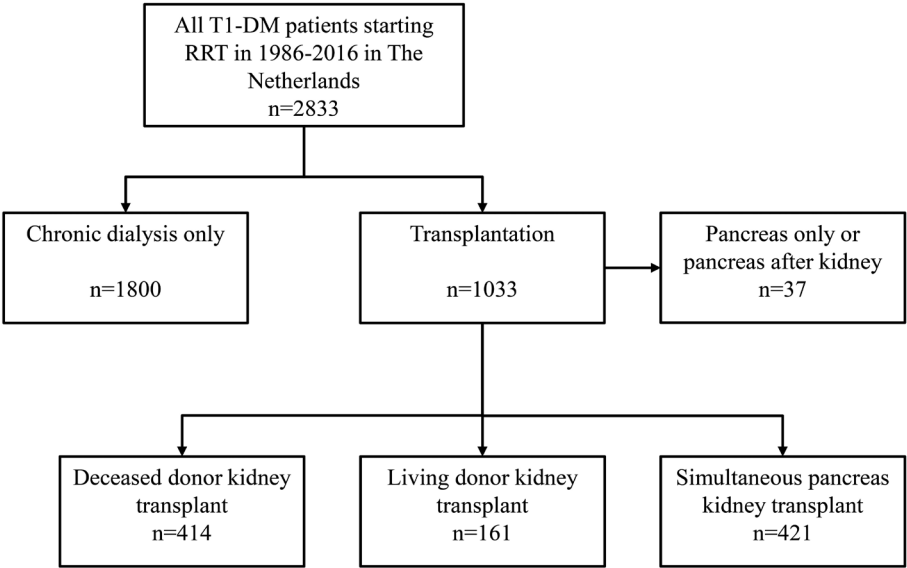 All T1-DM patients starting
RRT in 1986-2016 in The
Netherlands
n=2833
Chronic dialysis only
n=1800
Transplantation
n=1033
Pancreas only or
pancreas after kidney
n=37
Deceased donor kidney
transplant
n=414
Living donor kidney
transplant
n=161
Simultaneous pancreas
kidney transplant
n=421